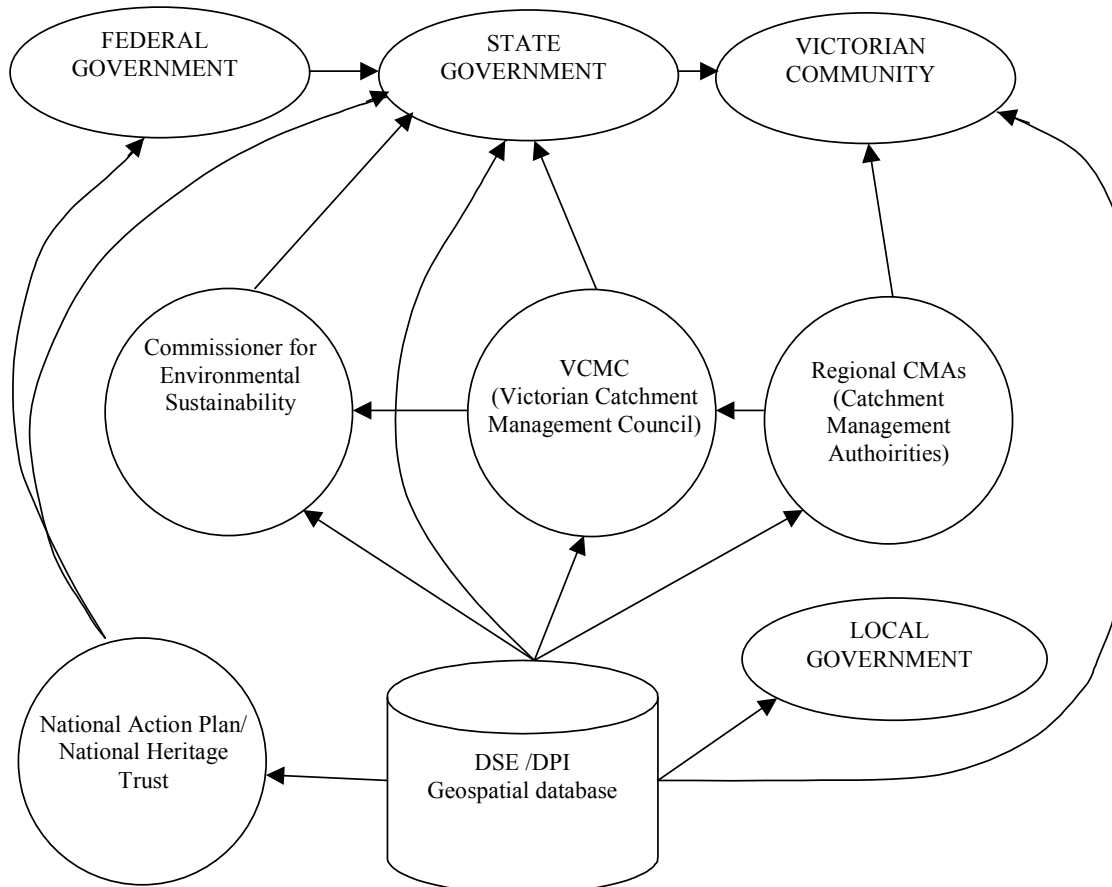 FEDERAL
GOVERNMENT
STATE
GOVERNMENT
VICTORIAN
COMMUNITY
Commissioner for
Environmental
Sustainability
VCMC
(Victorian Catchment
Management Council)
Regional CMAs
(Catchment
Management
Authoirities)
LOCAL
GOVERNMENT
National Action Plan/
National Heritage
Trust
DSE /DPI
Geospatial database